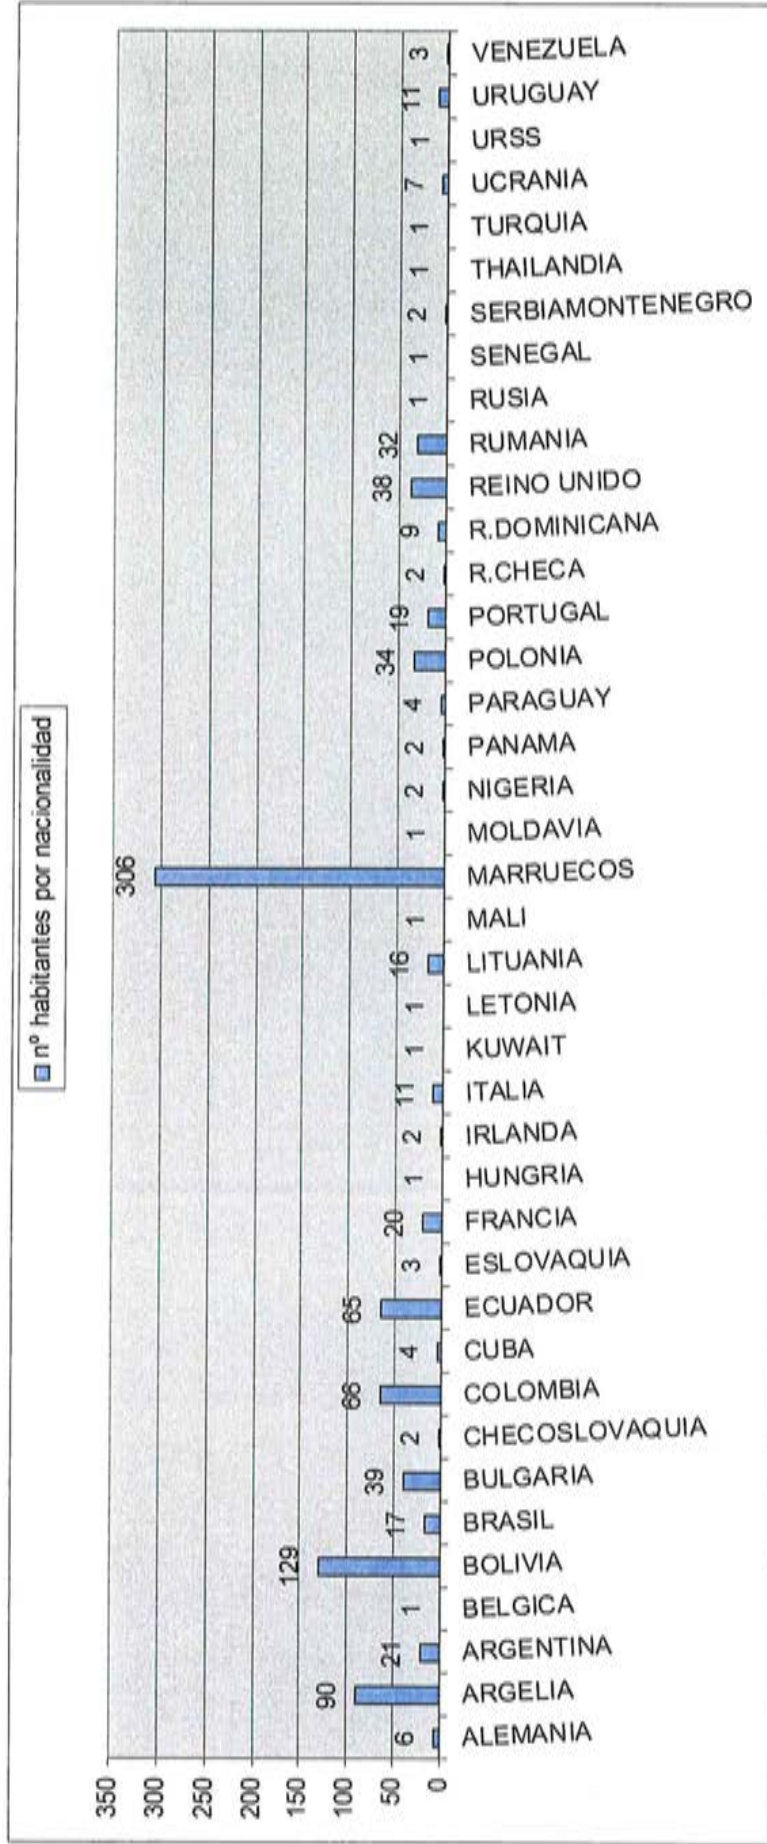 nº habitantes por nacionalidad
350
300
250
200
150
100
50
0
6
ALEMANIA
90
ARGELIA
21
ARGENTINA
1
BELGICA
129
BOLIVIA
17
BRASIL
39
BULGARIA
2
CHECOSLOVAQUIA
66
COLOMBIA
4
CUBA
65
ECUADOR
3
ESLOVAQUIA
20
FRANCIA
1
HUNGRIA
2
IRLANDA
11
ITALIA
1
KUWAIT
1
LETONIA
16
LITUANIA
1
MALI
306
MARRUECOS
1
MOLDAVIA
2
NIGERIA
2
PANAMA
4
PARAGUAY
34
POLONIA
19
PORTUGAL
2
R.CHECA
9
R.DOMINICANA
38
REINO UNIDO
32
RUMANIA
1
RUSIA
1
SENEGAL
2
SERBIAMONTENEGRO
1
THAILANDIA
1
TURQUIA
7
UCRANIA
1
URSS
11
URUGUAY
3
VENEZUELA